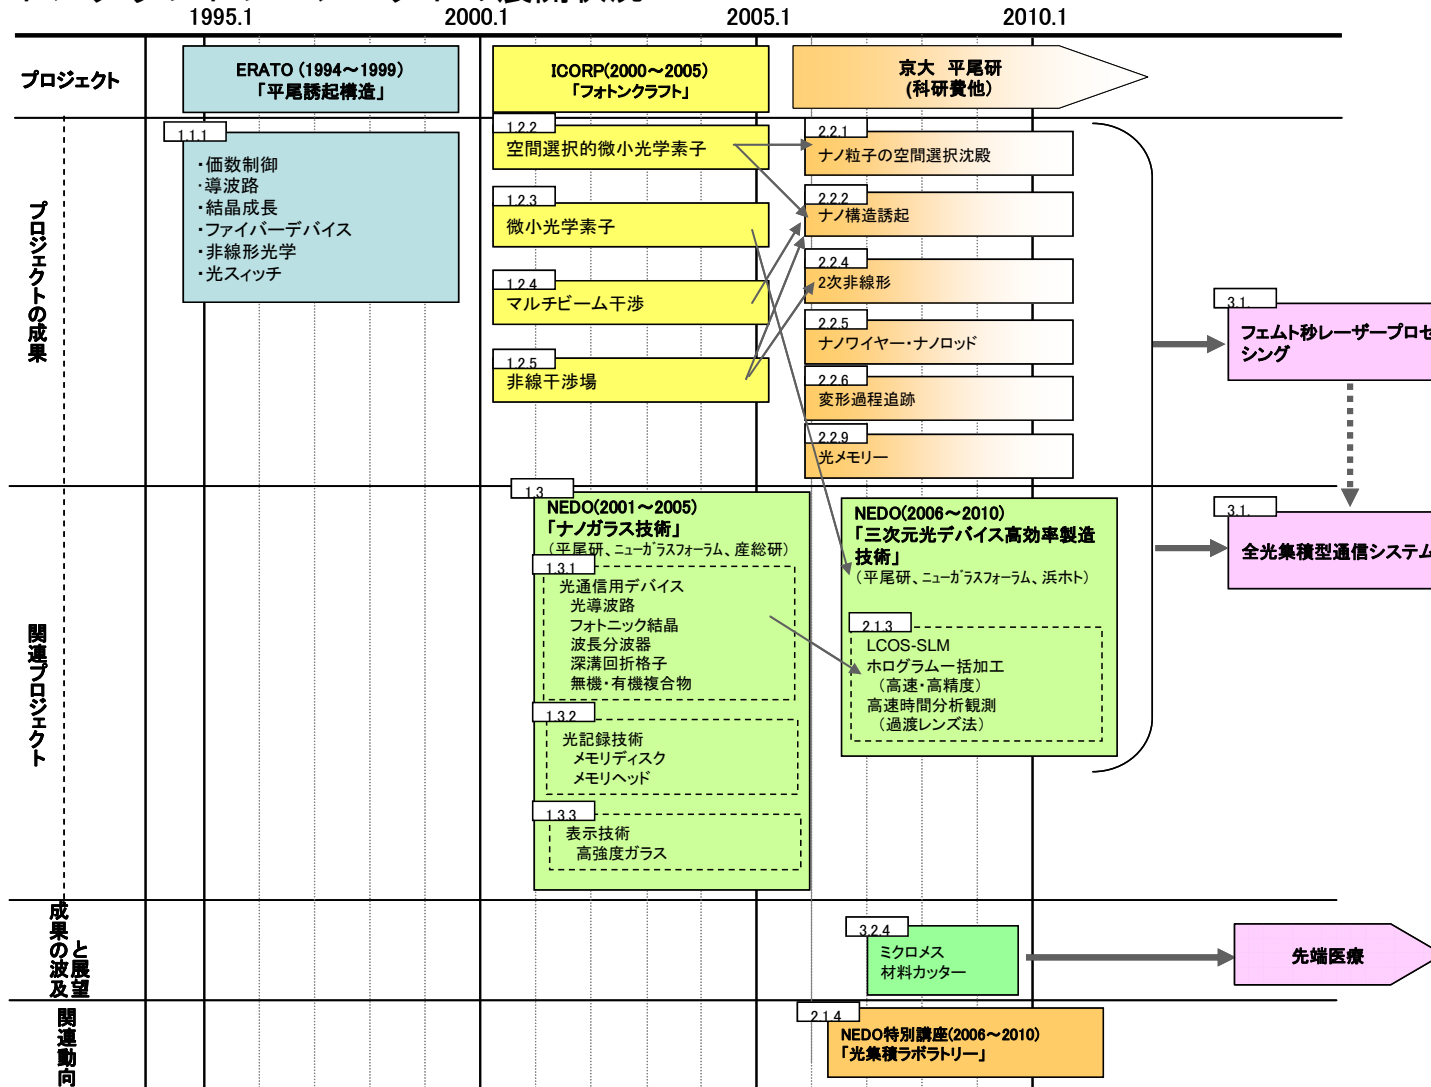 1995.1
2000.1
2005.1
2010.1
プロジェクト
ERATO (1994～1999)
「平尾誘起構造」
ICORP(2000～2005)
「フォトンクラフト」
京大 平尾研
(科研費他)
プロジェクトの成果
1.1.1
・価数制御
・導波路
・結晶成長
・ファイバーデバイス
・非線形光学
・光スィッチ
1.2.2
空間選択的微小光学素子
1.2.3
微小光学素子
1.2.4
マルチビーム干渉
1.2.5
非線干渉場
2.2.1
ナノ粒子の空間選択沈殿
2.2.2
ナノ構造誘起
2.2.4
2次非線形
2.2.5
ナノワイヤー・ナノロッド
2.2.6
変形過程追跡
2.2.9
光メモリー
3.1.
フェムト秒レーザープロセ
シング
関連プロジェクト
1.3
NEDO(2001～2005)
「ナノガラス技術」
（平尾研、ニューガラスフォーラム、産総研）
1.3.1
光通信用デバイス
光導波路
フォトニック結晶
波長分波器
深溝回折格子
無機・有機複合物
1.3.2
光記録技術
メモリディスク
メモリヘッド
1.3.3
表示技術
高強度ガラス
NEDO(2006～2010)
「三次元光デバイス高効率製造
技術」
（平尾研、ニューガラスフォーラム、浜ホト）
2.1.3
LCOS-SLM
ホログラム一括加工
（高速・高精度）
高速時間分析観測
（過渡レンズ法）
3.1.
全光集積型通信システム
成果の波及
と展望
3.2.4
ミクロメス
材料カッター
先端医療
関連動向
2.1.4
NEDO特別講座(2006～2010)
「光集積ラボラトリー」